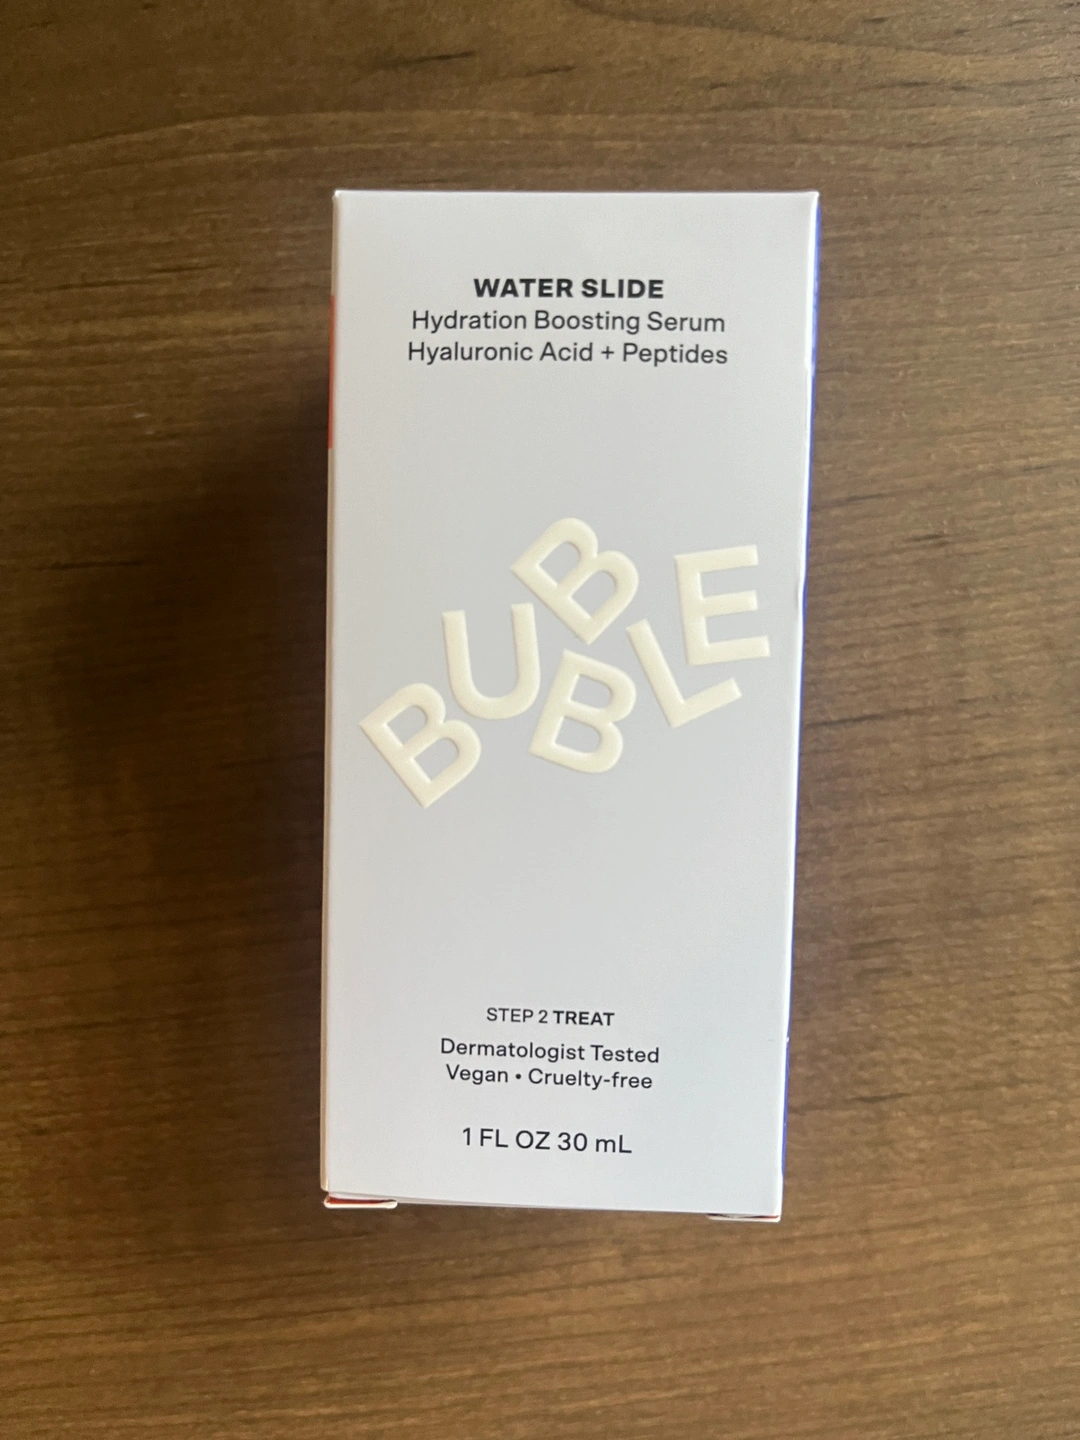 WATER SLIDE
Hydration Boosting Serum
Hyaluronic Acid + Peptides
BUBBLE
STEP 2 TREAT
Dermatologist Tested
Vegan • Cruelty-free
1 FL OZ 30 mL